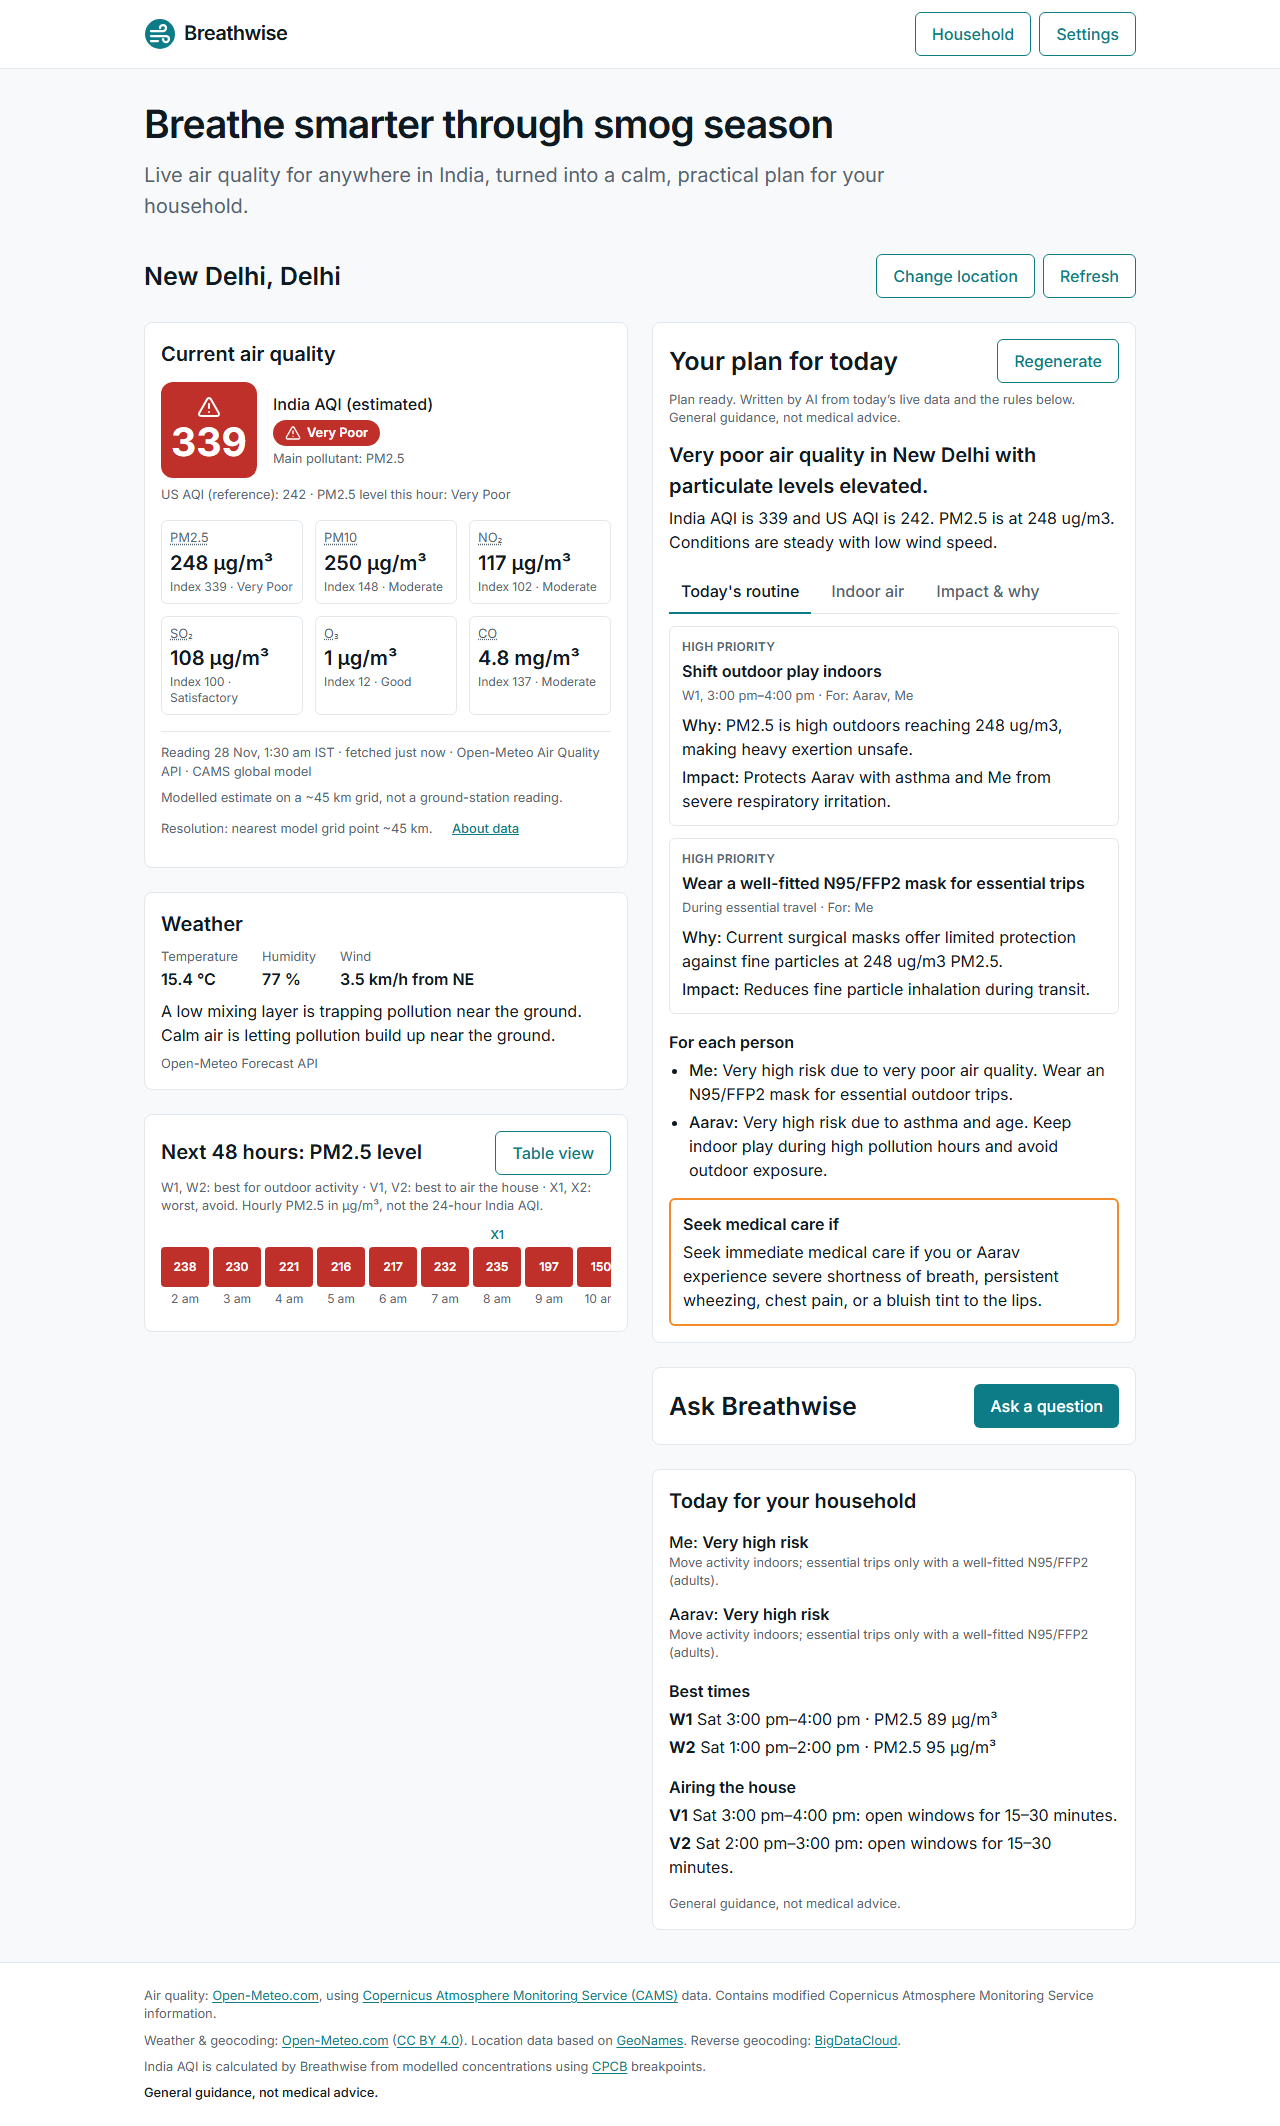 Breathwise
Household
Settings
Breathe smarter through smog season
Live air quality for anywhere in India, turned into a calm, practical plan for your
household.
New Delhi, Delhi
Change location
Refresh
Current air quality
339
India AQI (estimated)
Very Poor
Main pollutant: PM2.5
US AQI (reference): 242 · PM2.5 level this hour: Very Poor
PM2.5
248 µg/m³
Index 339 · Very Poor
PM10
250 µg/m³
Index 148 · Moderate
NO₂
117 µg/m³
Index 102 · Moderate
SO₂
108 µg/m³
Index 100 ·
Satisfactory
O₃
1 µg/m³
Index 12 · Good
CO
4.8 mg/m³
Index 137 · Moderate
Reading 28 Nov, 1:30 am IST · fetched just now · Open-Meteo Air Quality
API · CAMS global model
Modelled estimate on a ~45 km grid, not a ground-station reading.
Resolution: nearest model grid point ~45 km.
About data
Weather
Temperature
15.4 °C
Humidity
77 %
Wind
3.5 km/h from NE
A low mixing layer is trapping pollution near the ground.
Calm air is letting pollution build up near the ground.
Open-Meteo Forecast API
Next 48 hours: PM2.5 level
Table view
W1, W2: best for outdoor activity · V1, V2: best to air the house · X1, X2:
worst, avoid. Hourly PM2.5 in µg/m³, not the 24-hour India AQI.
X1
238 230 221 216 217 232 235 197 150
2 am 3 am 4 am 5 am 6 am 7 am 8 am 9 am 10 am
Your plan for today
Regenerate
Plan ready. Written by AI from today’s live data and the rules below.
General guidance, not medical advice.
Very poor air quality in New Delhi with
particulate levels elevated.
India AQI is 339 and US AQI is 242. PM2.5 is at 248 ug/m3.
Conditions are steady with low wind speed.
Today's routine
Indoor air
Impact & why
HIGH PRIORITY
Shift outdoor play indoors
W1, 3:00 pm–4:00 pm · For: Aarav, Me
Why: PM2.5 is high outdoors reaching 248 ug/m3,
making heavy exertion unsafe.
Impact: Protects Aarav with asthma and Me from
severe respiratory irritation.
HIGH PRIORITY
Wear a well-fitted N95/FFP2 mask for essential trips
During essential travel · For: Me
Why: Current surgical masks offer limited protection
against fine particles at 248 ug/m3 PM2.5.
Impact: Reduces fine particle inhalation during transit.
For each person
• Me: Very high risk due to very poor air quality. Wear an
N95/FFP2 mask for essential outdoor trips.
• Aarav: Very high risk due to asthma and age. Keep
indoor play during high pollution hours and avoid
outdoor exposure.
Seek medical care if
Seek immediate medical care if you or Aarav
experience severe shortness of breath, persistent
wheezing, chest pain, or a bluish tint to the lips.
Ask Breathwise
Ask a question
Today for your household
Me: Very high risk
Move activity indoors; essential trips only with a well-fitted N95/FFP2
(adults).
Aarav: Very high risk
Move activity indoors; essential trips only with a well-fitted N95/FFP2
(adults).
Best times
W1 Sat 3:00 pm–4:00 pm · PM2.5 89 µg/m³
W2 Sat 1:00 pm–2:00 pm · PM2.5 95 µg/m³
Airing the house
V1 Sat 3:00 pm–4:00 pm: open windows for 15–30 minutes.
V2 Sat 2:00 pm–3:00 pm: open windows for 15–30
minutes.
General guidance, not medical advice.
Air quality: Open-Meteo.com, using Copernicus Atmosphere Monitoring Service (CAMS) data. Contains modified Copernicus Atmosphere Monitoring Service
information.
Weather & geocoding: Open-Meteo.com (CC BY 4.0). Location data based on GeoNames. Reverse geocoding: BigDataCloud.
India AQI is calculated by Breathwise from modelled concentrations using CPCB breakpoints.
General guidance, not medical advice.